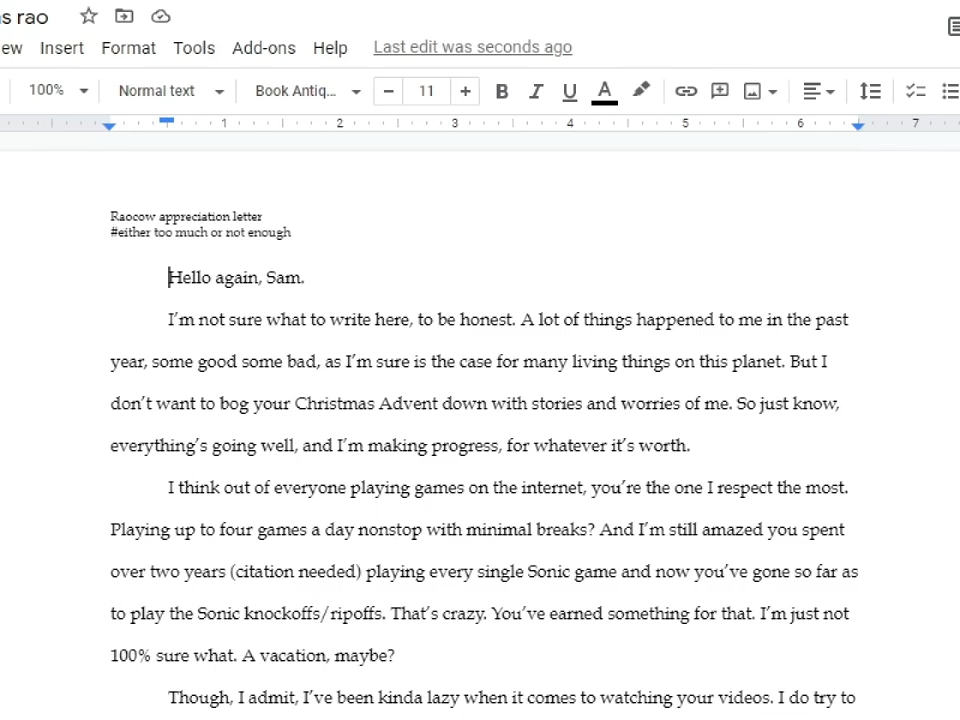 s rao
ew Insert Format Tools Add-ons Help Last edit was seconds ago
100% Normal text Book Antiq... − 11 + B I U A
1 2 3 4 5 6 7
Raocow appreciation letter
#either too much or not enough
Hello again, Sam.
I’m not sure what to write here, to be honest. A lot of things happened to me in the past
year, some good some bad, as I’m sure is the case for many living things on this planet. But I
don’t want to bog your Christmas Advent down with stories and worries of me. So just know,
everything’s going well, and I’m making progress, for whatever it’s worth.
I think out of everyone playing games on the internet, you’re the one I respect the most.
Playing up to four games a day nonstop with minimal breaks? And I’m still amazed you spent
over two years (citation needed) playing every single Sonic game and now you’ve gone so far as
to play the Sonic knockoffs/ripoffs. That’s crazy. You’ve earned something for that. I’m just not
100% sure what. A vacation, maybe?
Though, I admit, I’ve been kinda lazy when it comes to watching your videos. I do try to